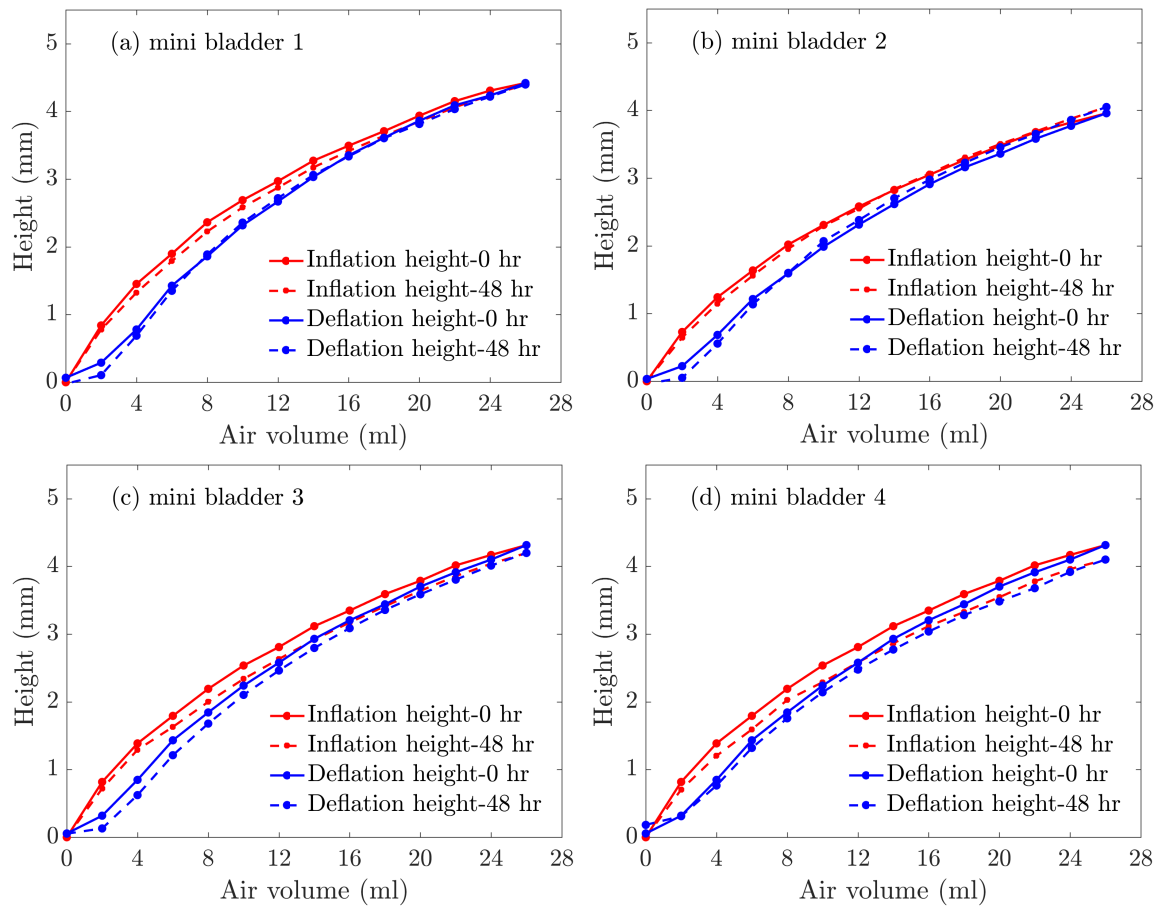 (a) mini bladder 1
Height (mm)
5
4
3
2
1
0
Inflation height-0 hr
Inflation height-48 hr
Deflation height-0 hr
Deflation height-48 hr
0 4 8 12 16 20 24 28
Air volume (ml)
(b) mini bladder 2
Height (mm)
5
4
3
2
1
0
Inflation height-0 hr
Inflation height-48 hr
Deflation height-0 hr
Deflation height-48 hr
0 4 8 12 16 20 24 28
Air volume (ml)
(c) mini bladder 3
Height (mm)
5
4
3
2
1
0
Inflation height-0 hr
Inflation height-48 hr
Deflation height-0 hr
Deflation height-48 hr
0 4 8 12 16 20 24 28
Air volume (ml)
(d) mini bladder 4
Height (mm)
5
4
3
2
1
0
Inflation height-0 hr
Inflation height-48 hr
Deflation height-0 hr
Deflation height-48 hr
0 4 8 12 16 20 24 28
Air volume (ml)